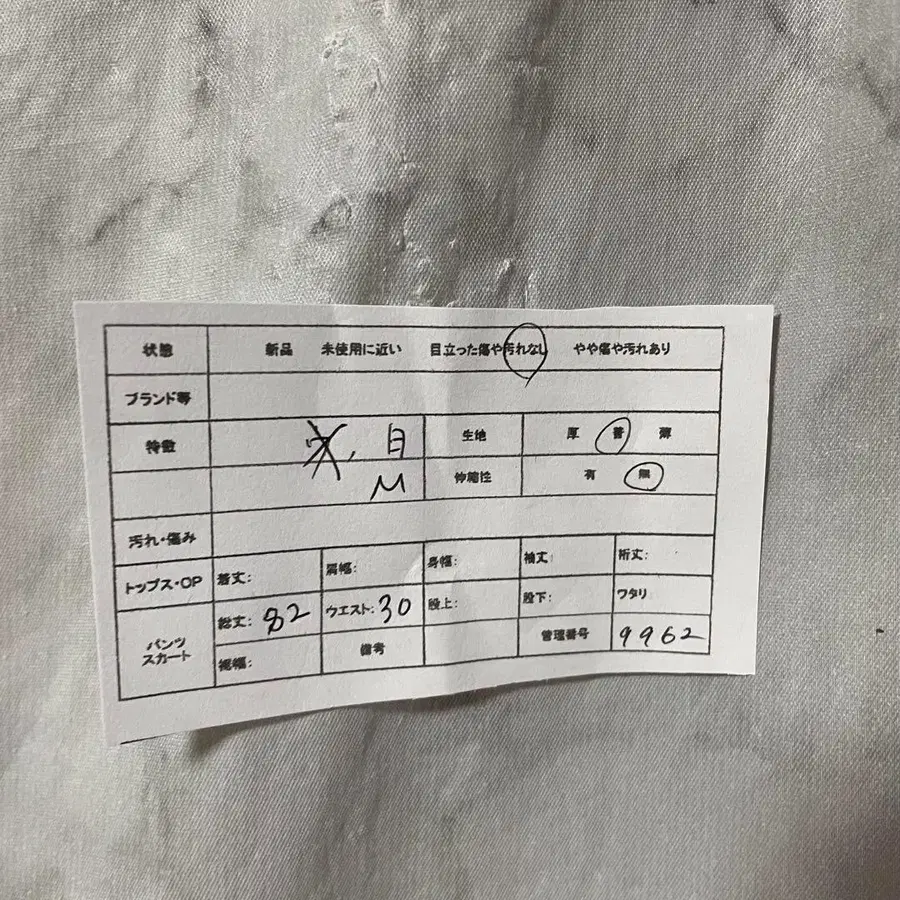 状態 新品 未使用に近い 目立った傷や汚れなし やや傷や汚れあり
ブランド等
特徴 , 日 生地 厚 普 薄
M 伸縮性 有 無
汚れ・傷み
トップス・OP 着丈: 肩幅: 身幅: 袖丈: 裄丈:
パンツ スカート 総丈: 82 ウエスト: 30 股上: 股下: ワタリ
裾幅: 備考 管理番号 9962